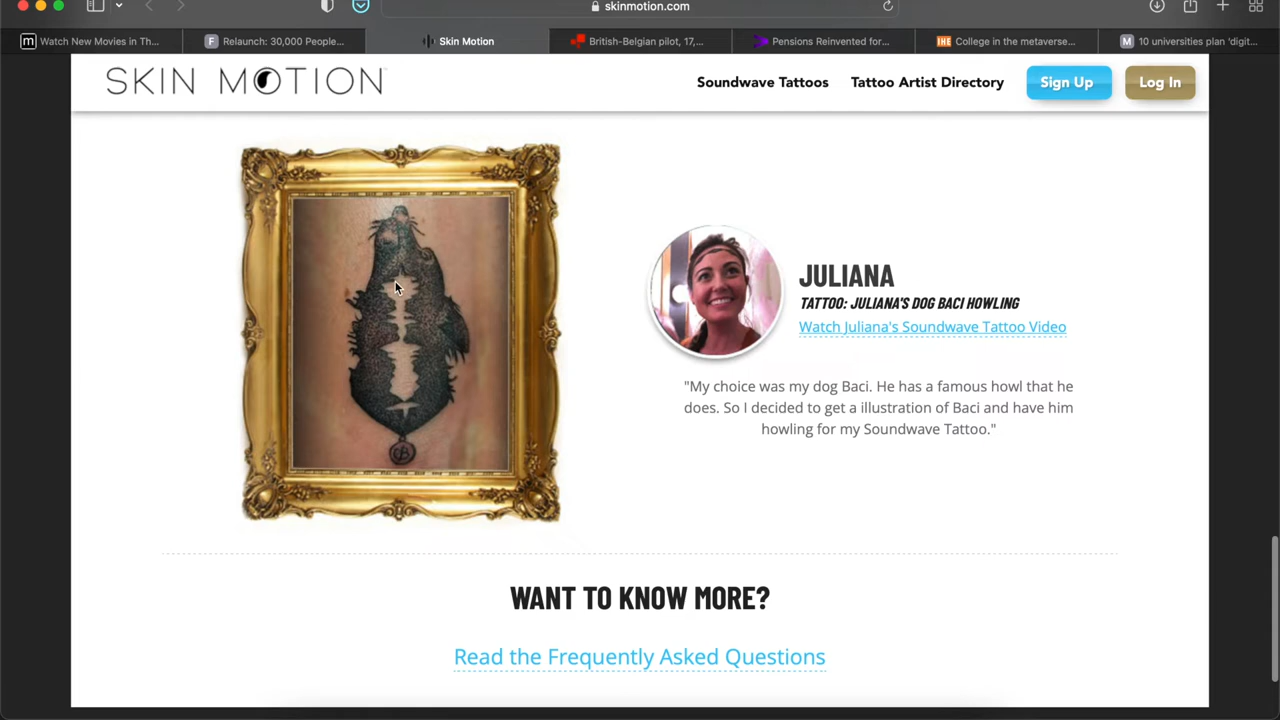 skinmotion.com
Watch New Movies in Th...
Relaunch: 30,000 People...
Skin Motion
British-Belgian pilot, 17,...
Pensions Reinvented for...
IHE College in the metaverse...
M 10 universities plan 'digit...
SKIN MOTION
Soundwave Tattoos
Tattoo Artist Directory
Sign Up
Log In
JULIANA
TATTOO: JULIANA'S DOG BACI HOWLING
Watch Juliana's Soundwave Tattoo Video
"My choice was my dog Baci. He has a famous howl that he
does. So I decided to get a illustration of Baci and have him
howling for my Soundwave Tattoo."
B
WANT TO KNOW MORE?
Read the Frequently Asked Questions